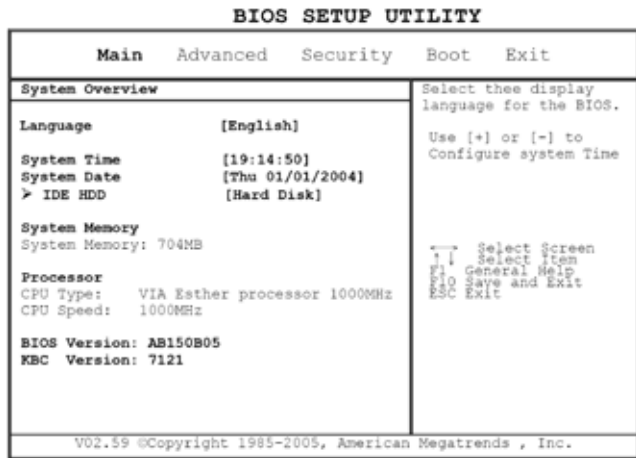 BIOS SETUP UTILITY
Main Advanced Security Boot Exit
System Overview
Language [English]
System Time [19:14:50]
System Date [Thu 01/01/2004]
➢ IDE HDD [Hard Disk]
System Memory
System Memory: 704MB
Processor
CPU Type: VIA Esther processor 1000MHz
CPU Speed: 1000MHz
BIOS Version: AB150B05
KBC Version: 7121
Select thee display
language for the BIOS.
Use [+] or [-] to
Configure system Time
←→ Select Screen
↑↓ Select Item
F1 General Help
F10 Save and Exit
ESC Exit
V02.59 ©Copyright 1985-2005, American Megatrends , Inc.